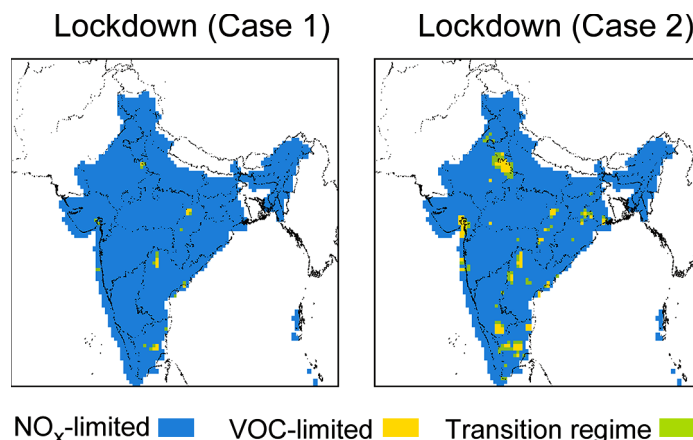 Lockdown (Case 1)
Lockdown (Case 2)
NOx-limited
VOC-limited
Transition regime